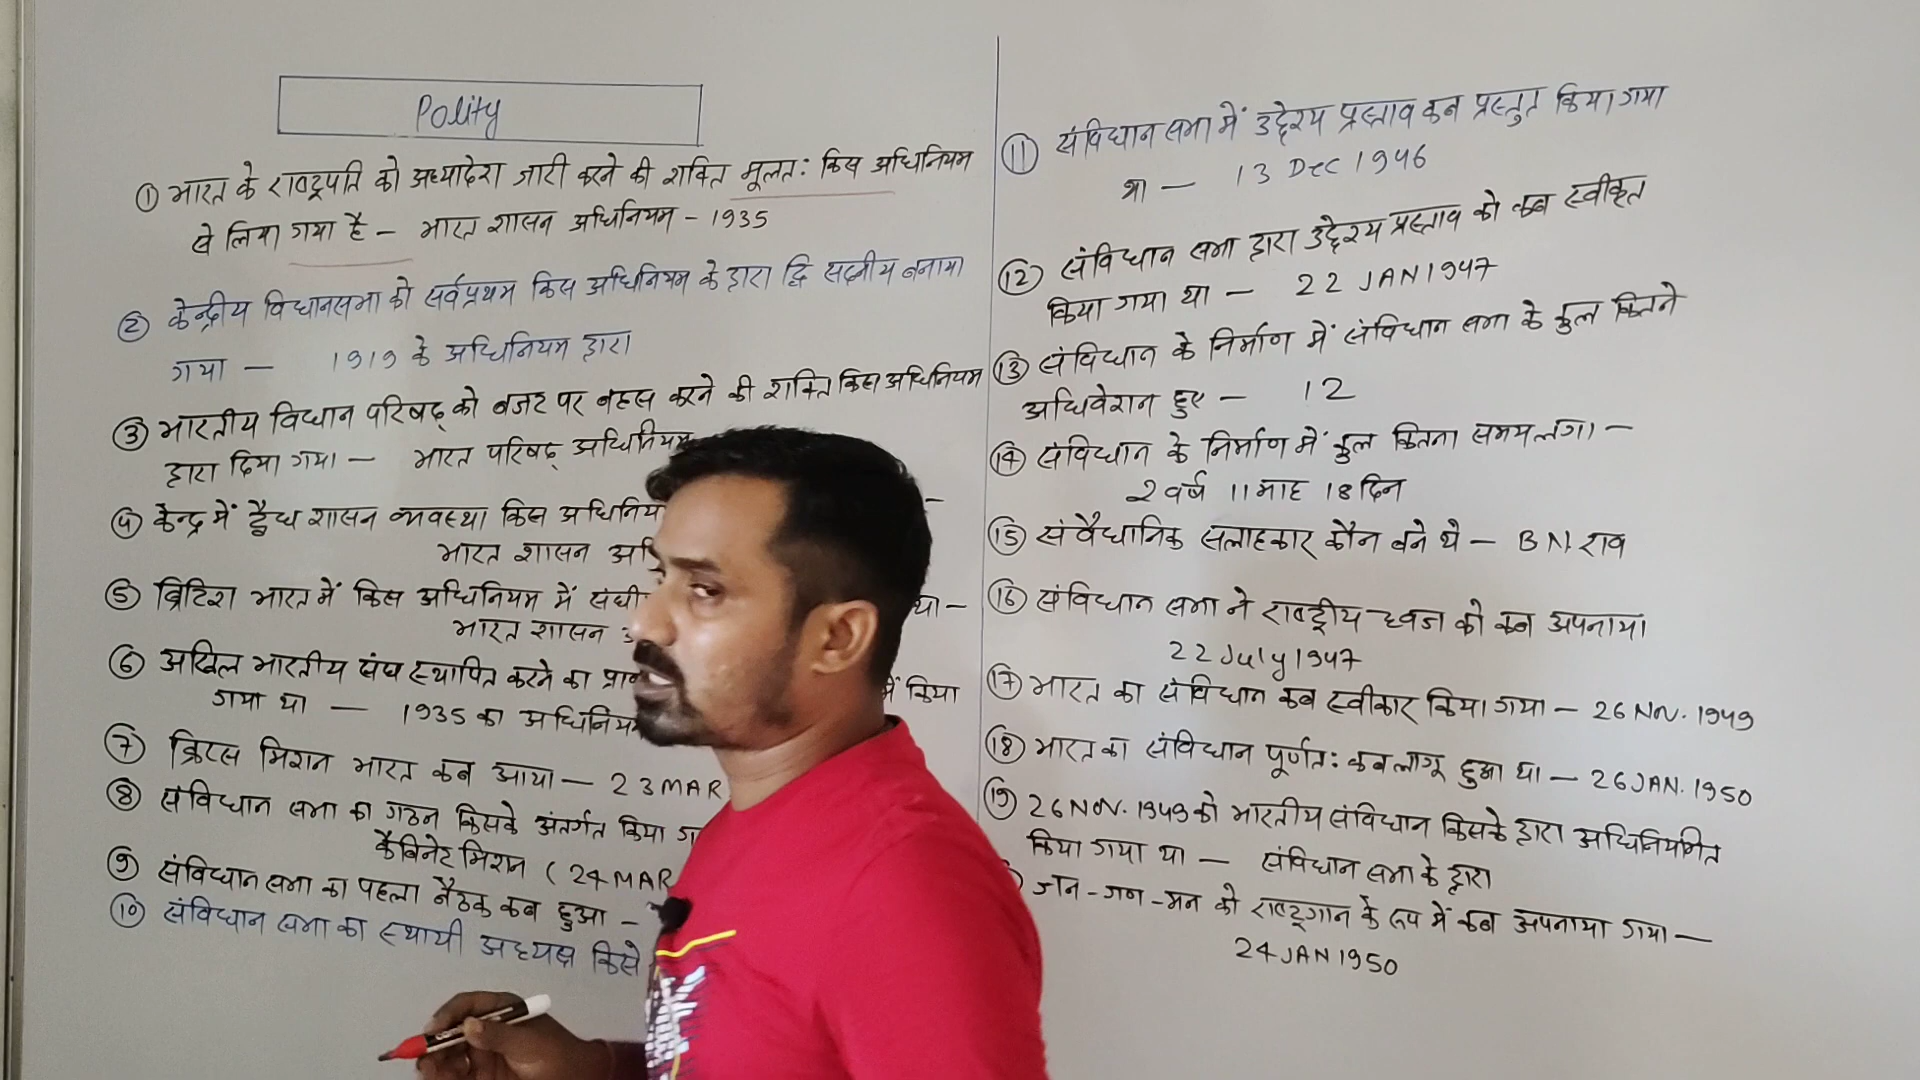 Polity
① भारत के राष्ट्रपति को अध्यादेश जारी करने की शक्ति मूलतः किस अधिनियम
से लिया गया है – भारत शासन अधिनियम – 1935
② केन्द्रीय विधानसभा को सर्वप्रथम किस अधिनियम के द्वारा द्वि सदनीय बनाया
गया — 1919 के अधिनियम द्वारा
③ भारतीय विधान परिषद् को बजट पर बहस करने की शक्ति किस अधिनियम
द्वारा दिया गया — भारत परिषद् अधिनियम
④ केन्द्र में द्वैध शासन व्यवस्था किस अधिनिय –
भारत शासन अधि
⑤ ब्रिटिश भारत में किस अधिनियम में संघी था –
भारत शासन
⑥ अखिल भारतीय संघ स्थापित करने का प्राव में किया
गया था — 1935 का अधिनियम
⑦ क्रिप्स मिशन भारत कब आया — 23 MAR
⑧ संविधान सभा का गठन किसके अंतर्गत किया ग
कैबिनेट मिशन ( 24 MAR
⑨ संविधान सभा का पहला बैठक कब हुआ –
⑩ संविधान सभा का स्थायी अध्यक्ष किसे
⑪ संविधान सभा में उद्देश्य प्रस्ताव कब प्रस्तुत किया गया
था — 13 Dec 1946
⑫ संविधान सभा द्वारा उद्देश्य प्रस्ताव को कब स्वीकृत
किया गया था — 22 JAN 1947
⑬ संविधान के निर्माण में संविधान सभा के कुल कितने
अधिवेशन हुए – 12
⑭ संविधान के निर्माण में कुल कितना समय लगा –
2 वर्ष 11 माह 18 दिन
⑮ संवैधानिक सलाहकार कौन बने थे – B N. राव
⑯ संविधान सभा ने राष्ट्रीय ध्वज को कब अपनाया
22 July 1947
⑰ भारत का संविधान कब स्वीकार किया गया – 26 Nov. 1949
⑱ भारत का संविधान पूर्णतः कब लागू हुआ था – 26 JAN. 1950
⑲ 26 Nov. 1949 को भारतीय संविधान किसके द्वारा अधिनियमित
किया गया था — संविधान सभा के द्वारा
जन - गण - मन को राष्ट्रगान के रूप में कब अपनाया गया —
24 JAN 1950